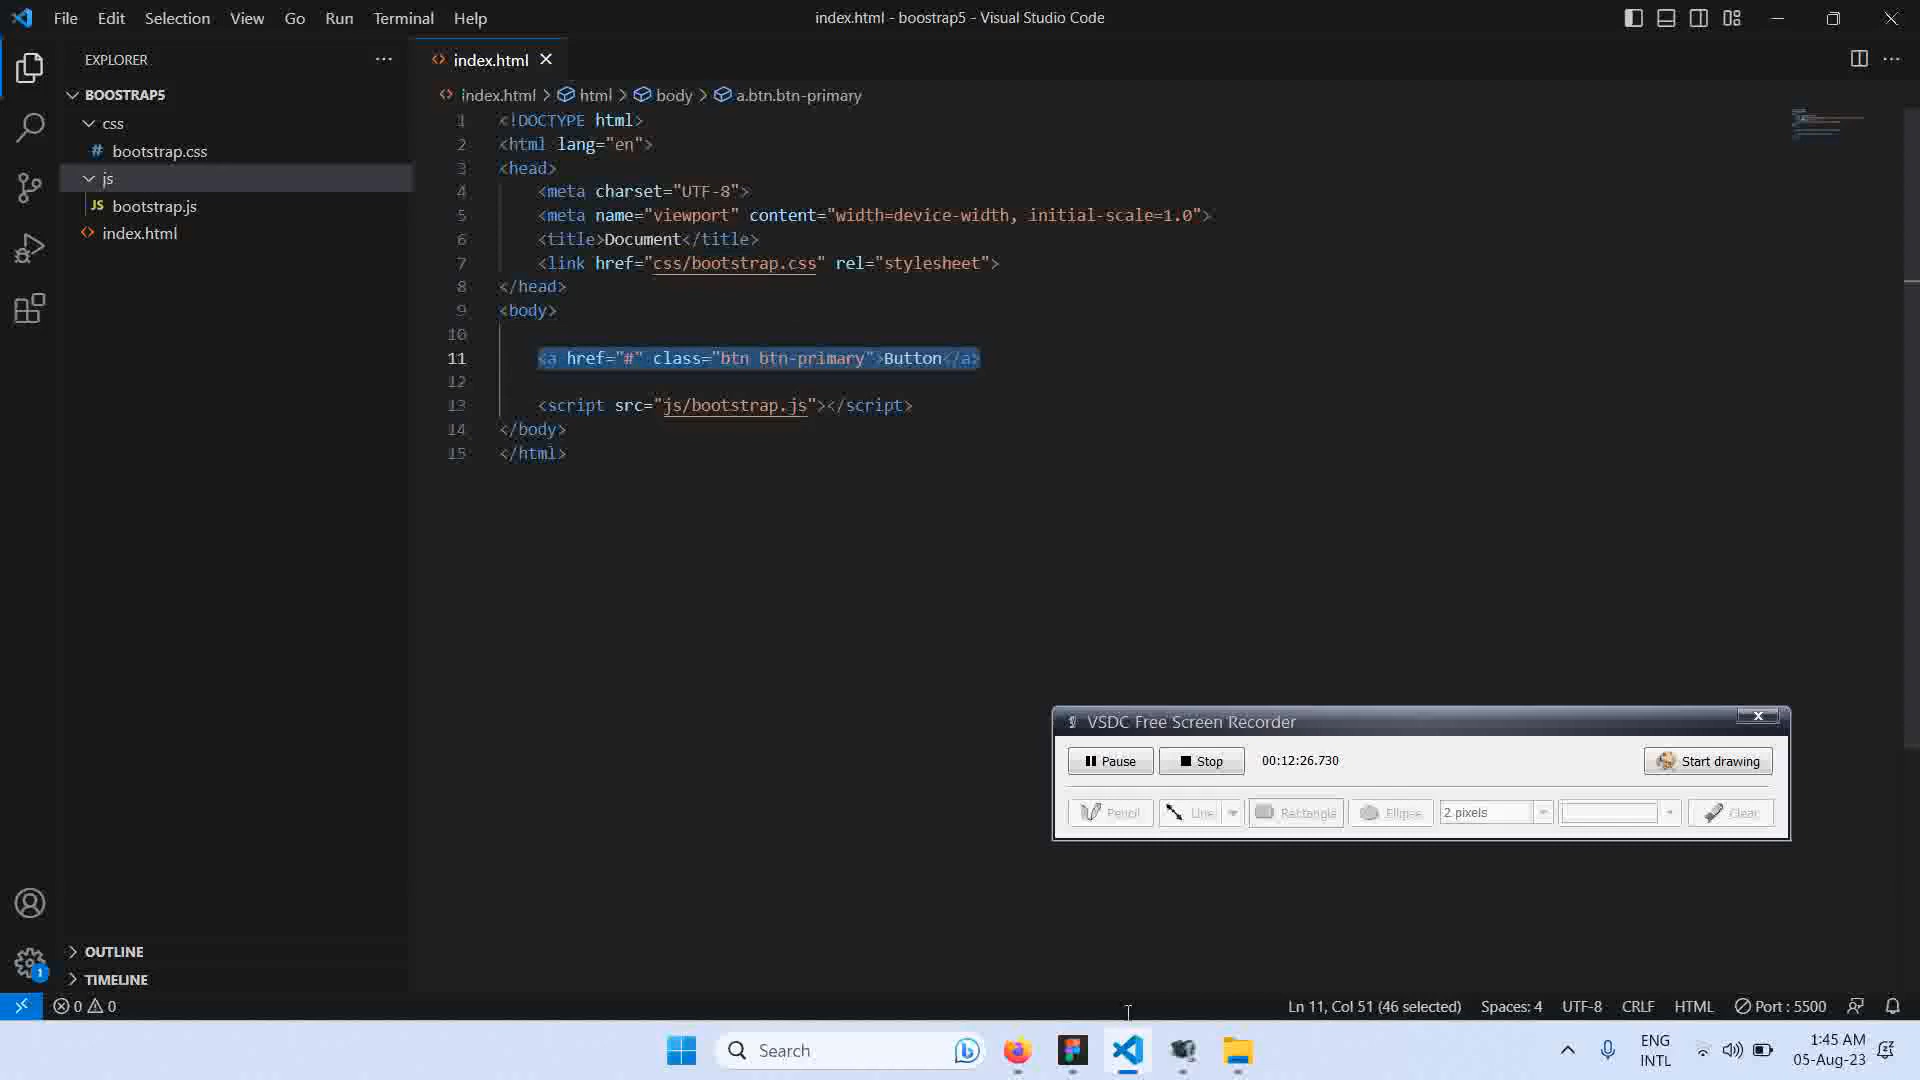 File Edit Selection View Go Run Terminal Help
index.html - boostrap5 - Visual Studio Code
EXPLORER ···
BOOSTRAP5
css
# bootstrap.css
js
JS bootstrap.js
<> index.html
OUTLINE
TIMELINE
<> index.html ×
<> index.html > html > body > a.btn.btn-primary
1 <!DOCTYPE html>
2 <html lang="en">
3 <head>
4 <meta charset="UTF-8">
5 <meta name="viewport" content="width=device-width, initial-scale=1.0">
6 <title>Document</title>
7 <link href="css/bootstrap.css" rel="stylesheet">
8 </head>
9 <body>
10
11 <a href="#" class="btn btn-primary">Button</a>
12
13 <script src="js/bootstrap.js"></script>
14 </body>
15 </html>
VSDC Free Screen Recorder
Pause Stop 00:12:26.730 Start drawing
Pencil Line Rectangle Ellipse 2 pixels Clear
1
0 0
Ln 11, Col 51 (46 selected) Spaces: 4 UTF-8 CRLF HTML Port : 5500
Search
ENG
INTL
1:45 AM
05-Aug-23